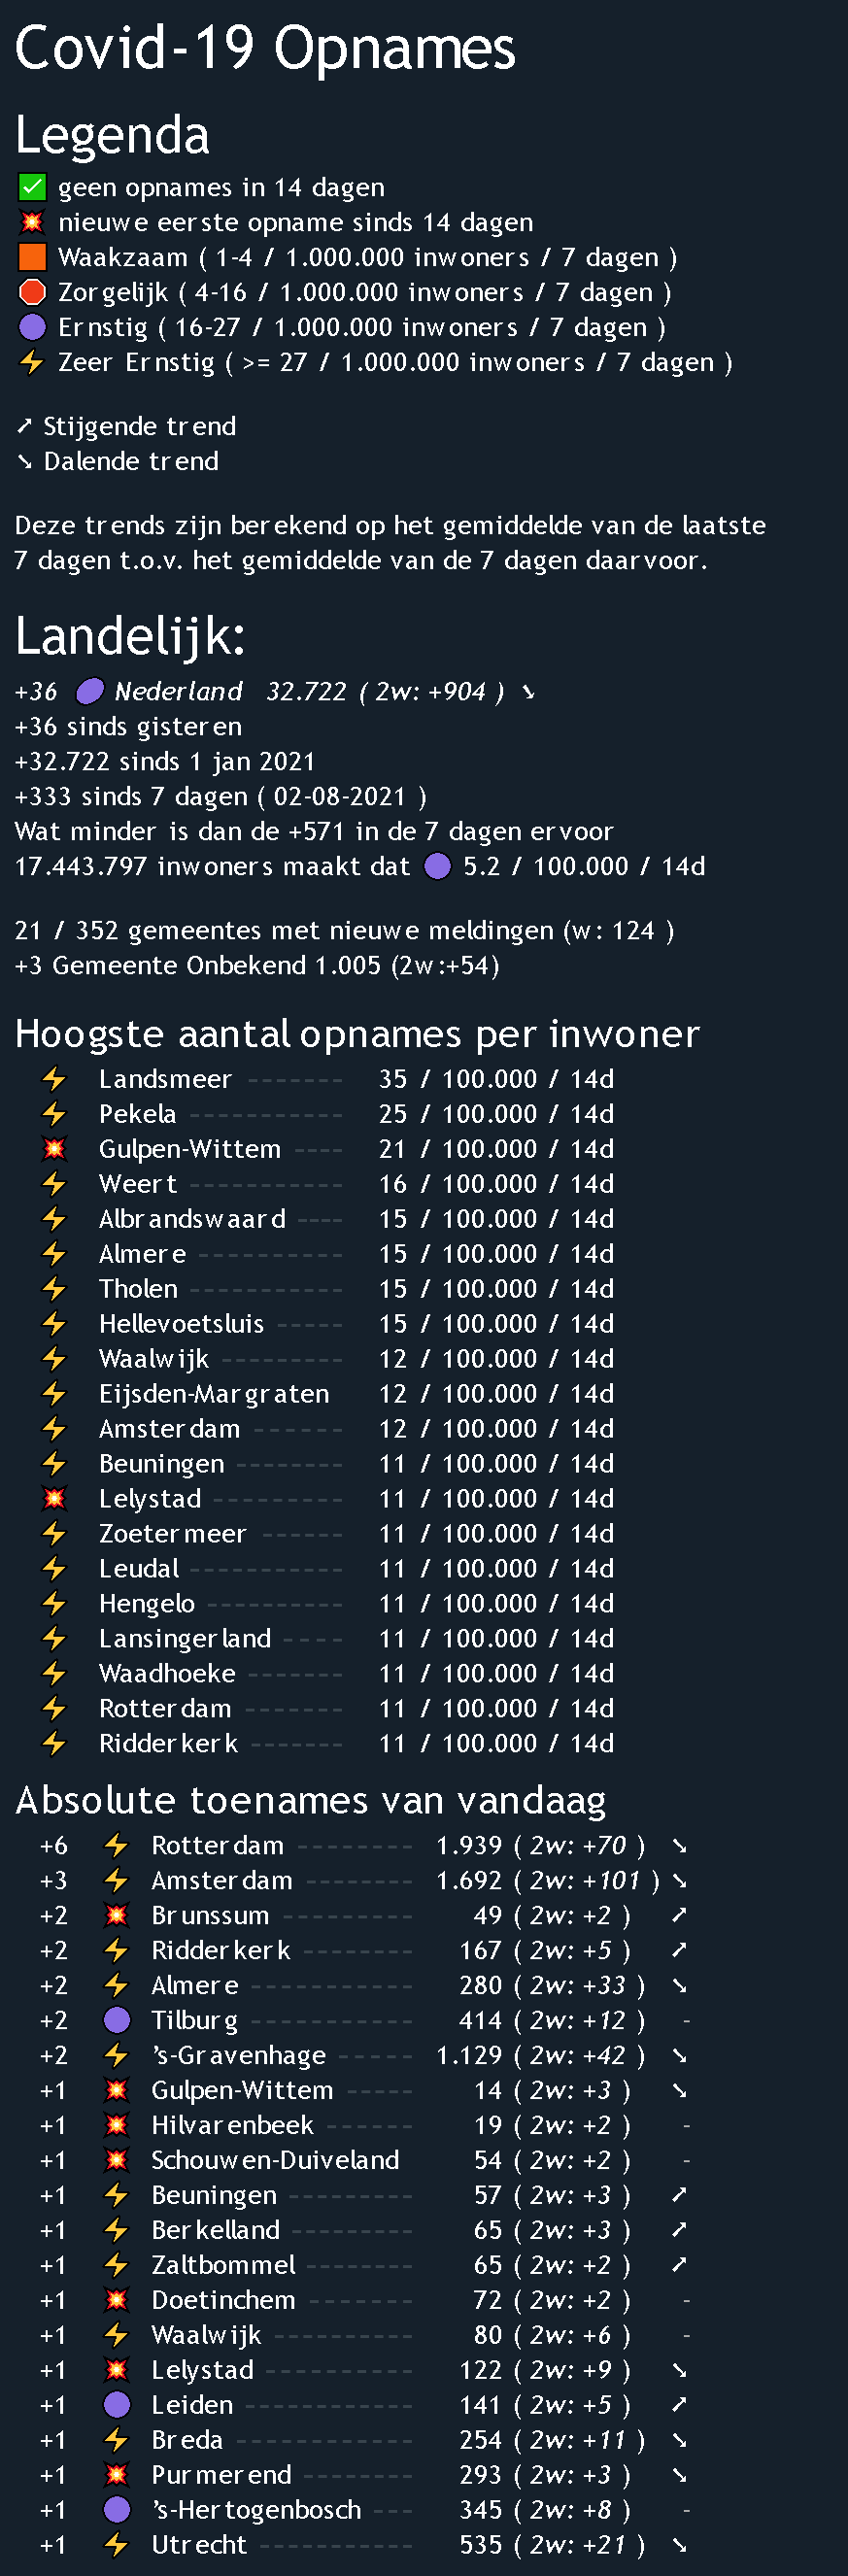 Covid-19 Opnames
Legenda
✅ geen opnames in 14 dagen
💥 nieuwe eerste opname sinds 14 dagen
🟧 Waakzaam ( 1-4 / 1.000.000 inwoners / 7 dagen )
🛑 Zorgelijk ( 4-16 / 1.000.000 inwoners / 7 dagen )
🟣 Ernstig ( 16-27 / 1.000.000 inwoners / 7 dagen )
⚡ Zeer Ernstig ( >= 27 / 1.000.000 inwoners / 7 dagen )
➚ Stijgende trend
➘ Dalende trend
Deze trends zijn berekend op het gemiddelde van de laatste
7 dagen t.o.v. het gemiddelde van de 7 dagen daarvoor.
Landelijk:
+36 🟣 Nederland 32.722 ( 2w: +904 ) ➘
+36 sinds gisteren
+32.722 sinds 1 jan 2021
+333 sinds 7 dagen ( 02-08-2021 )
Wat minder is dan de +571 in de 7 dagen ervoor
17.443.797 inwoners maakt dat 🟣 5.2 / 100.000 / 14d
21 / 352 gemeentes met nieuwe meldingen (w: 124 )
+3 Gemeente Onbekend 1.005 (2w:+54)
Hoogste aantal opnames per inwoner
⚡ Landsmeer ------- 35 / 100.000 / 14d
⚡ Pekela ----------- 25 / 100.000 / 14d
💥 Gulpen-Wittem ---- 21 / 100.000 / 14d
⚡ Weert ----------- 16 / 100.000 / 14d
⚡ Albrandswaard ---- 15 / 100.000 / 14d
⚡ Almere ---------- 15 / 100.000 / 14d
⚡ Tholen ----------- 15 / 100.000 / 14d
⚡ Hellevoetsluis ----- 15 / 100.000 / 14d
⚡ Waalwijk --------- 12 / 100.000 / 14d
⚡ Eijsden-Margraten 12 / 100.000 / 14d
⚡ Amsterdam ------ 12 / 100.000 / 14d
⚡ Beuningen -------- 11 / 100.000 / 14d
💥 Lelystad --------- 11 / 100.000 / 14d
⚡ Zoetermeer ------ 11 / 100.000 / 14d
⚡ Leudal ----------- 11 / 100.000 / 14d
⚡ Hengelo ---------- 11 / 100.000 / 14d
⚡ Lansingerland ---- 11 / 100.000 / 14d
⚡ Waadhoeke ------- 11 / 100.000 / 14d
⚡ Rotterdam ------- 11 / 100.000 / 14d
⚡ Ridderkerk ------- 11 / 100.000 / 14d
Absolute toenames van vandaag
+6 ⚡ Rotterdam -------- 1.939 ( 2w: +70 ) ➘
+3 ⚡ Amsterdam -------- 1.692 ( 2w: +101 ) ➘
+2 💥 Brunssum ---------- 49 ( 2w: +2 ) ➚
+2 ⚡ Ridderkerk -------- 167 ( 2w: +5 ) ➚
+2 ⚡ Almere ------------ 280 ( 2w: +33 ) ➘
+2 🟣 Tilburg ------------ 414 ( 2w: +12 ) -
+2 ⚡ 's-Gravenhage ----- 1.129 ( 2w: +42 ) ➘
+1 💥 Gulpen-Wittem ----- 14 ( 2w: +3 ) ➘
+1 💥 Hilvarenbeek ------ 19 ( 2w: +2 ) -
+1 💥 Schouwen-Duiveland 54 ( 2w: +2 ) -
+1 ⚡ Beuningen --------- 57 ( 2w: +3 ) ➚
+1 ⚡ Berkelland --------- 65 ( 2w: +3 ) ➚
+1 ⚡ Zaltbommel -------- 65 ( 2w: +2 ) ➚
+1 💥 Doetinchem ------- 72 ( 2w: +2 ) -
+1 ⚡ Waalwijk ---------- 80 ( 2w: +6 ) -
+1 💥 Lelystad ----------- 122 ( 2w: +9 ) ➘
+1 🟣 Leiden ------------ 141 ( 2w: +5 ) ➚
+1 ⚡ Breda ------------- 254 ( 2w: +11 ) ➘
+1 💥 Purmerend -------- 293 ( 2w: +3 ) ➘
+1 🟣 's-Hertogenbosch --- 345 ( 2w: +8 ) -
+1 ⚡ Utrecht ----------- 535 ( 2w: +21 ) ➘